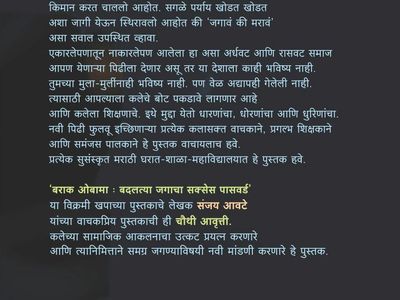 किमान करत चाललो आहोत. सगळे पर्याय खोडत खोडत
अशा जागी येऊन स्थिरावलो आहोत की 'जगावं की मरावं'
असा सवाल उपस्थित व्हावा.
एकारलेपणातून नाकारलेपण आलेला हा असा अर्धवट आणि रासवट समाज
आपण येणाऱ्या पिढीला देणार असू तर या देशाला काही भविष्य नाही.
तुमच्या मुला-मुलींनाही भविष्य नाही. पण वेळ अद्यापही गेलेली नाही.
त्यासाठी आपल्याला कलेचे बोट पकडावे लागणार आहे
आणि कलेला शिक्षणाचे. इथे मुद्दा येतो धारणांचा, धोरणांचा आणि धुरिणांचा.
नवी पिढी फुलवू इच्छिणाऱ्या प्रत्येक कलासक्त वाचकाने, प्रगल्भ शिक्षकाने
आणि समंजस पालकाने हे पुस्तक वाचायलाच हवे.
प्रत्येक सुसंस्कृत मराठी घरात-शाळा-महाविद्यालयात हे पुस्तक हवे.
'बराक ओबामा : बदलत्या जगाचा सक्सेस पासवर्ड'
या विक्रमी खपाच्या पुस्तकाचे लेखक संजय आवटे
यांच्या वाचकप्रिय पुस्तकाची ही चौथी आवृत्ती.
कलेच्या सामाजिक आकलनाचा उत्कट प्रयत्न करणारे
आणि त्यानिमित्ताने समग्र जगण्याविषयी नवी मांडणी करणारे हे पुस्तक.